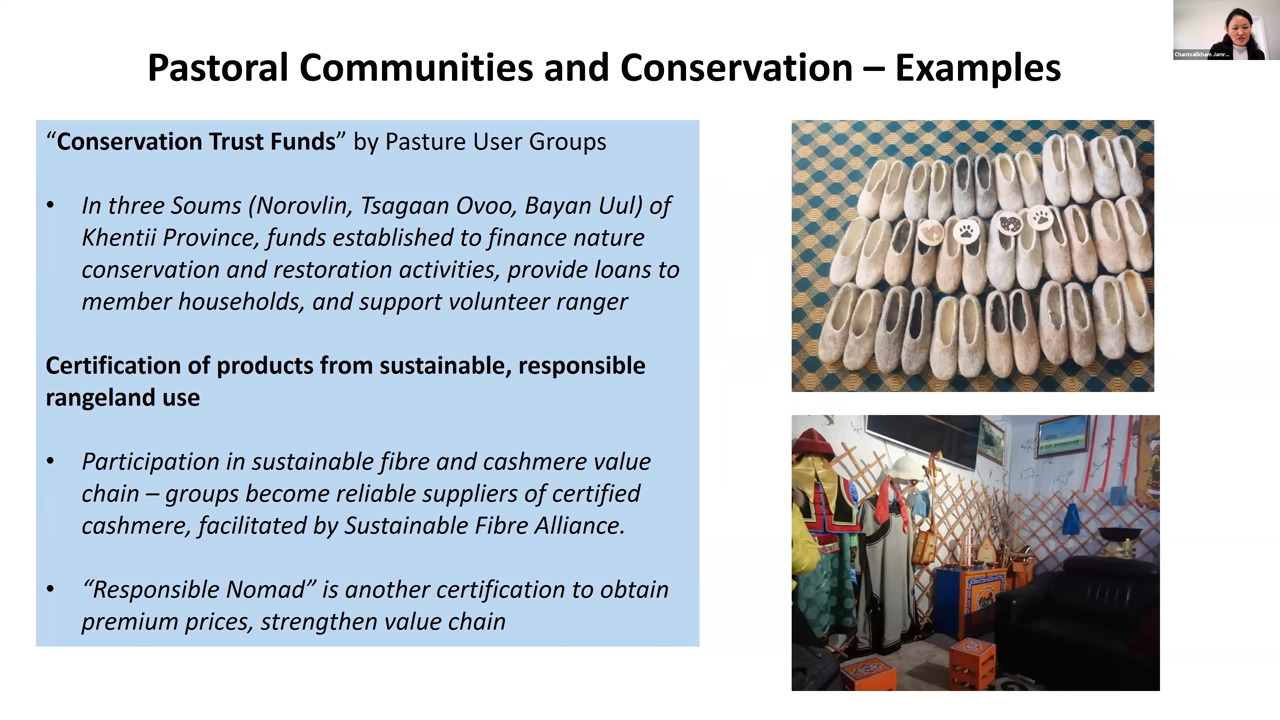 Pastoral Communities and Conservation – Examples
Chantsallkham Jamr...
“Conservation Trust Funds” by Pasture User Groups
• In three Soums (Norovlin, Tsagaan Ovoo, Bayan Uul) of
Khentii Province, funds established to finance nature
conservation and restoration activities, provide loans to
member households, and support volunteer ranger
Certification of products from sustainable, responsible
rangeland use
• Participation in sustainable fibre and cashmere value
chain – groups become reliable suppliers of certified
cashmere, facilitated by Sustainable Fibre Alliance.
• “Responsible Nomad” is another certification to obtain
premium prices, strengthen value chain